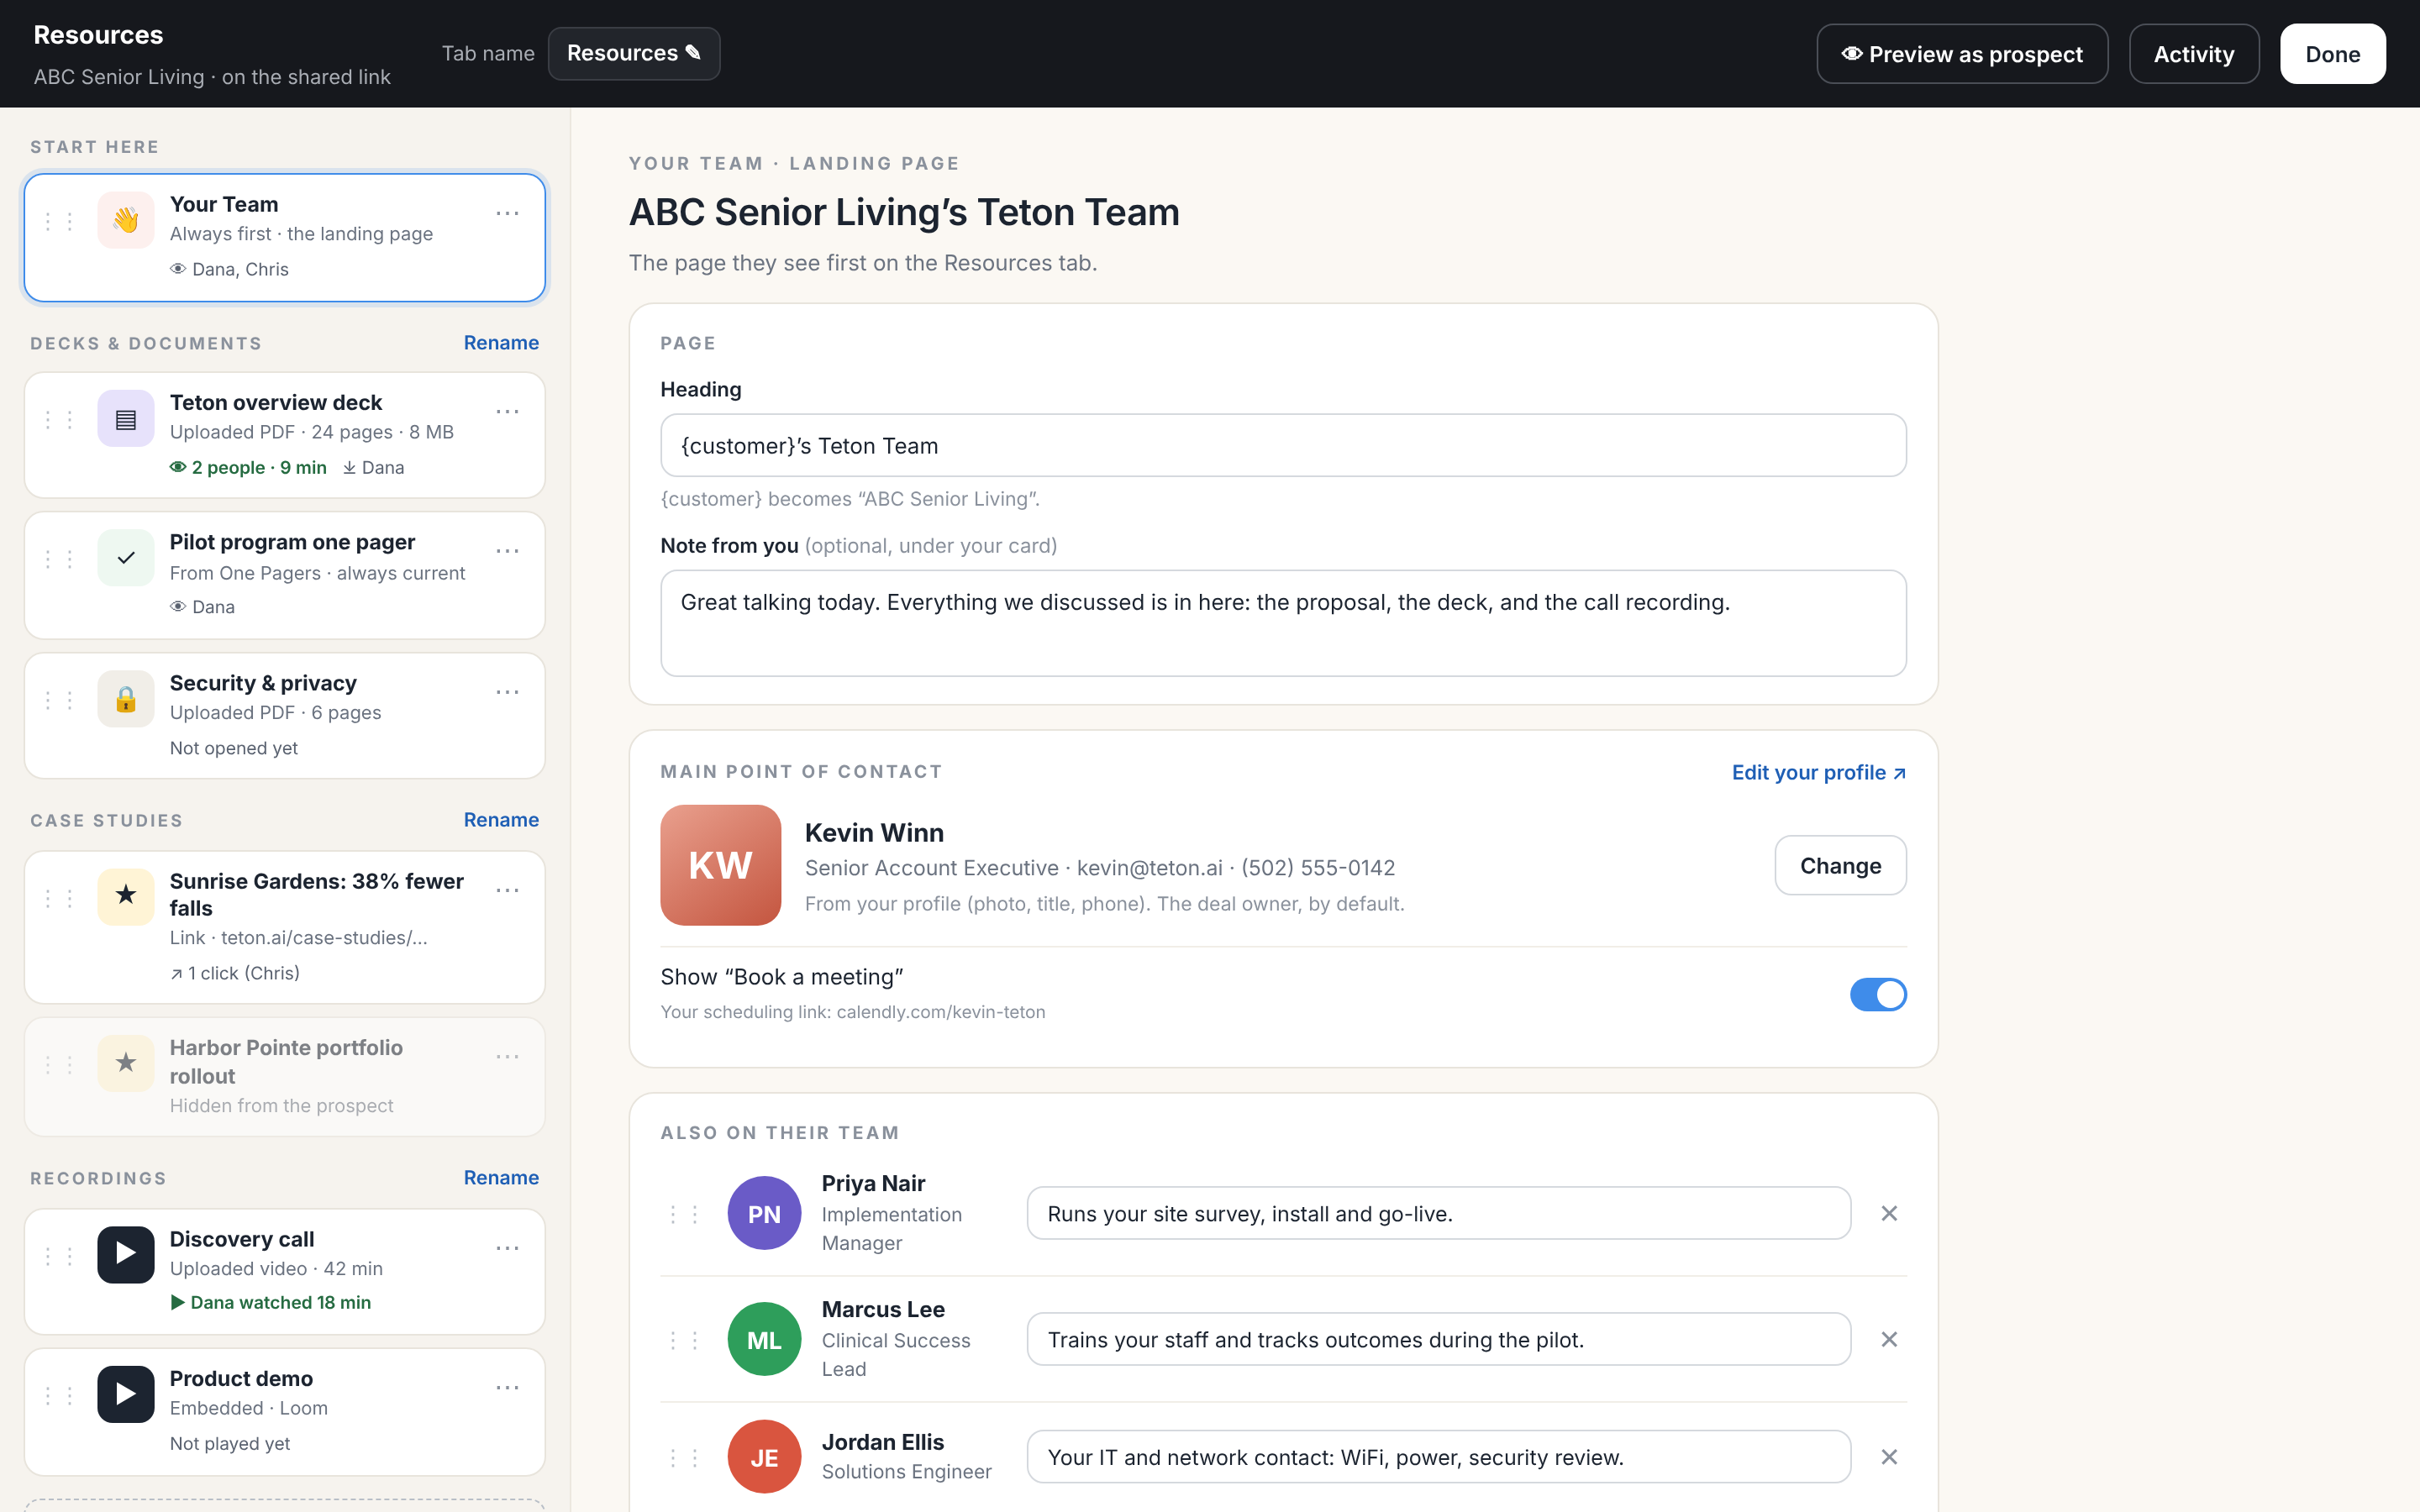 Resources
ABC Senior Living · on the shared link
Tab name
Resources ✎
Preview as prospect
Activity
Done
START HERE
Your Team
Always first · the landing page
Dana, Chris
DECKS & DOCUMENTS
Rename
Teton overview deck
Uploaded PDF · 24 pages · 8 MB
2 people · 9 min ↓ Dana
Pilot program one pager
From One Pagers · always current
Dana
Security & privacy
Uploaded PDF · 6 pages
Not opened yet
CASE STUDIES
Rename
Sunrise Gardens: 38% fewer
falls
Link · teton.ai/case-studies/...
↗ 1 click (Chris)
Harbor Pointe portfolio
rollout
Hidden from the prospect
RECORDINGS
Rename
Discovery call
Uploaded video · 42 min
▶ Dana watched 18 min
Product demo
Embedded · Loom
Not played yet
YOUR TEAM · LANDING PAGE
ABC Senior Living’s Teton Team
The page they see first on the Resources tab.
PAGE
Heading
{customer}’s Teton Team
{customer} becomes “ABC Senior Living”.
Note from you (optional, under your card)
Great talking today. Everything we discussed is in here: the proposal, the deck, and the call recording.
MAIN POINT OF CONTACT
Edit your profile ↗
KW
Kevin Winn
Senior Account Executive · kevin@teton.ai · (502) 555-0142
From your profile (photo, title, phone). The deal owner, by default.
Change
Show “Book a meeting”
Your scheduling link: calendly.com/kevin-teton
ALSO ON THEIR TEAM
PN
Priya Nair
Implementation
Manager
Runs your site survey, install and go-live.
ML
Marcus Lee
Clinical Success
Lead
Trains your staff and tracks outcomes during the pilot.
JE
Jordan Ellis
Solutions Engineer
Your IT and network contact: WiFi, power, security review.